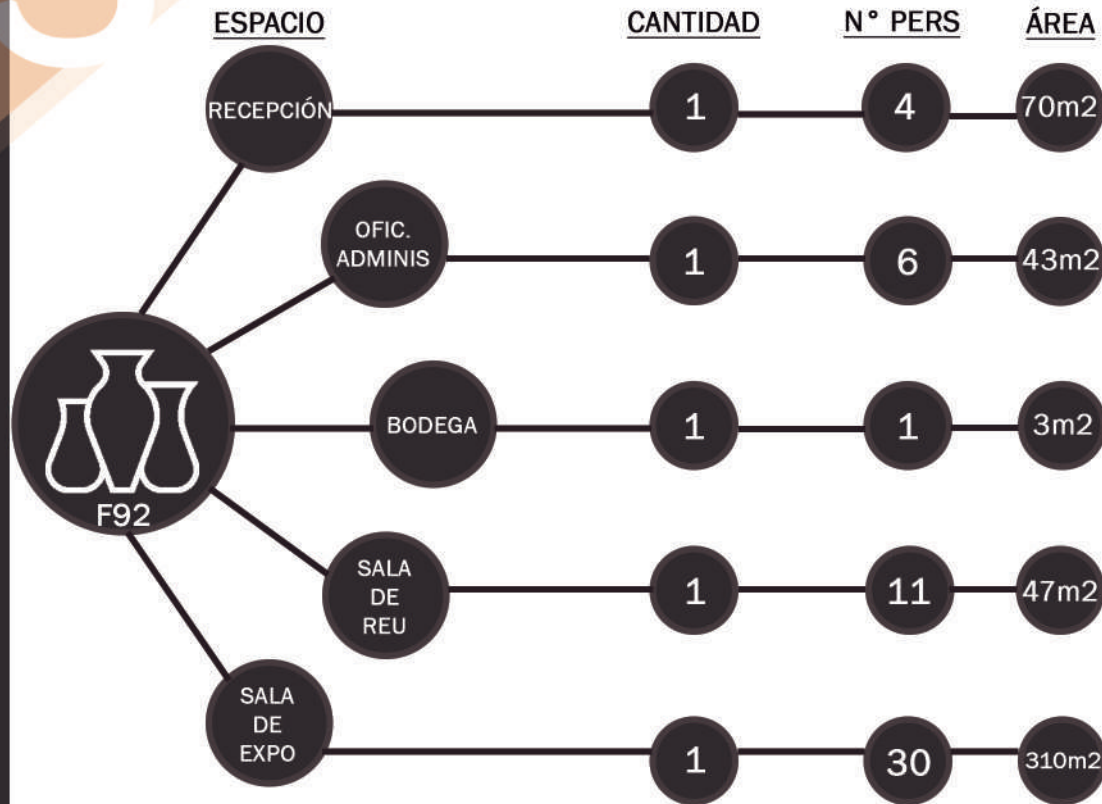 ESPACIO CANTIDAD N° PERS ÁREA
RECEPCIÓN 1 4 70m2
OFIC.
ADMINIS 1 6 43m2
BODEGA 1 1 3m2
F92
SALA
DE
REU 1 11 47m2
SALA
DE
EXPO 1 30 310m2